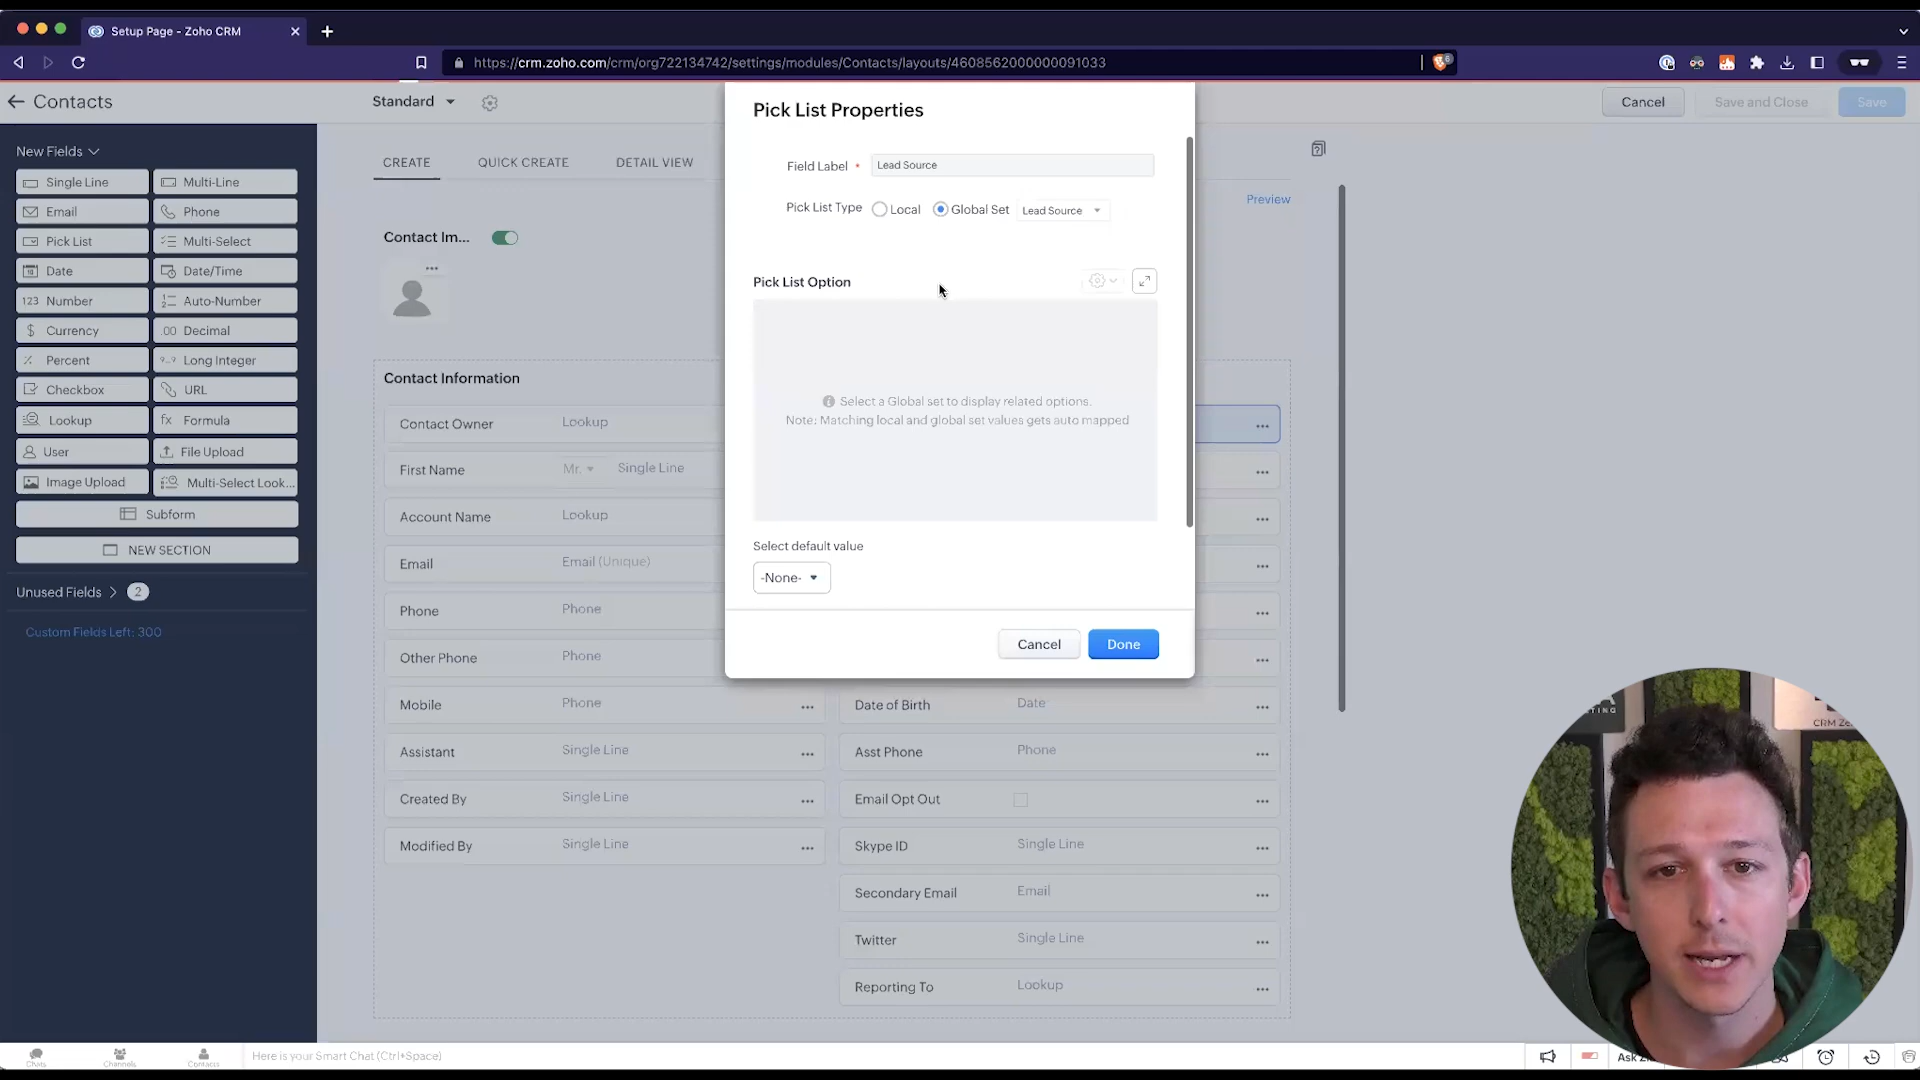 Setup Page - Zoho CRM
https://crm.zoho.com/crm/org722134742/settings/modules/Contacts/layouts/4608562000000091033
6
Contacts
Standard
Cancel
Save and Close
Save
New Fields
Single Line
Multi-Line
Email
Phone
Pick List
Multi-Select
Date
Date/Time
123 Number
Auto-Number
$ Currency
.00 Decimal
Percent
Long Integer
Checkbox
URL
Lookup
fx Formula
User
File Upload
Image Upload
Multi-Select Look...
Subform
NEW SECTION
Unused Fields 2
Custom Fields Left: 300
CREATE
QUICK CREATE
DETAIL VIEW
Preview
Contact Im...
Contact Information
Contact Owner Lookup
First Name Mr. Single Line
Account Name Lookup
Email Email (Unique)
Phone Phone
Other Phone Phone
Mobile Phone
Assistant Single Line
Created By Single Line
Modified By Single Line
Date of Birth Date
Asst Phone Phone
Email Opt Out
Skype ID Single Line
Secondary Email Email
Twitter Single Line
Reporting To Lookup
Pick List Properties
Field Label * Lead Source
Pick List Type Local Global Set Lead Source
Pick List Option
Select a Global set to display related options.
Note: Matching local and global set values gets auto mapped
Select default value
-None-
Cancel
Done
Chats
Channels
Contacts
Here is your Smart Chat (Ctrl+Space)